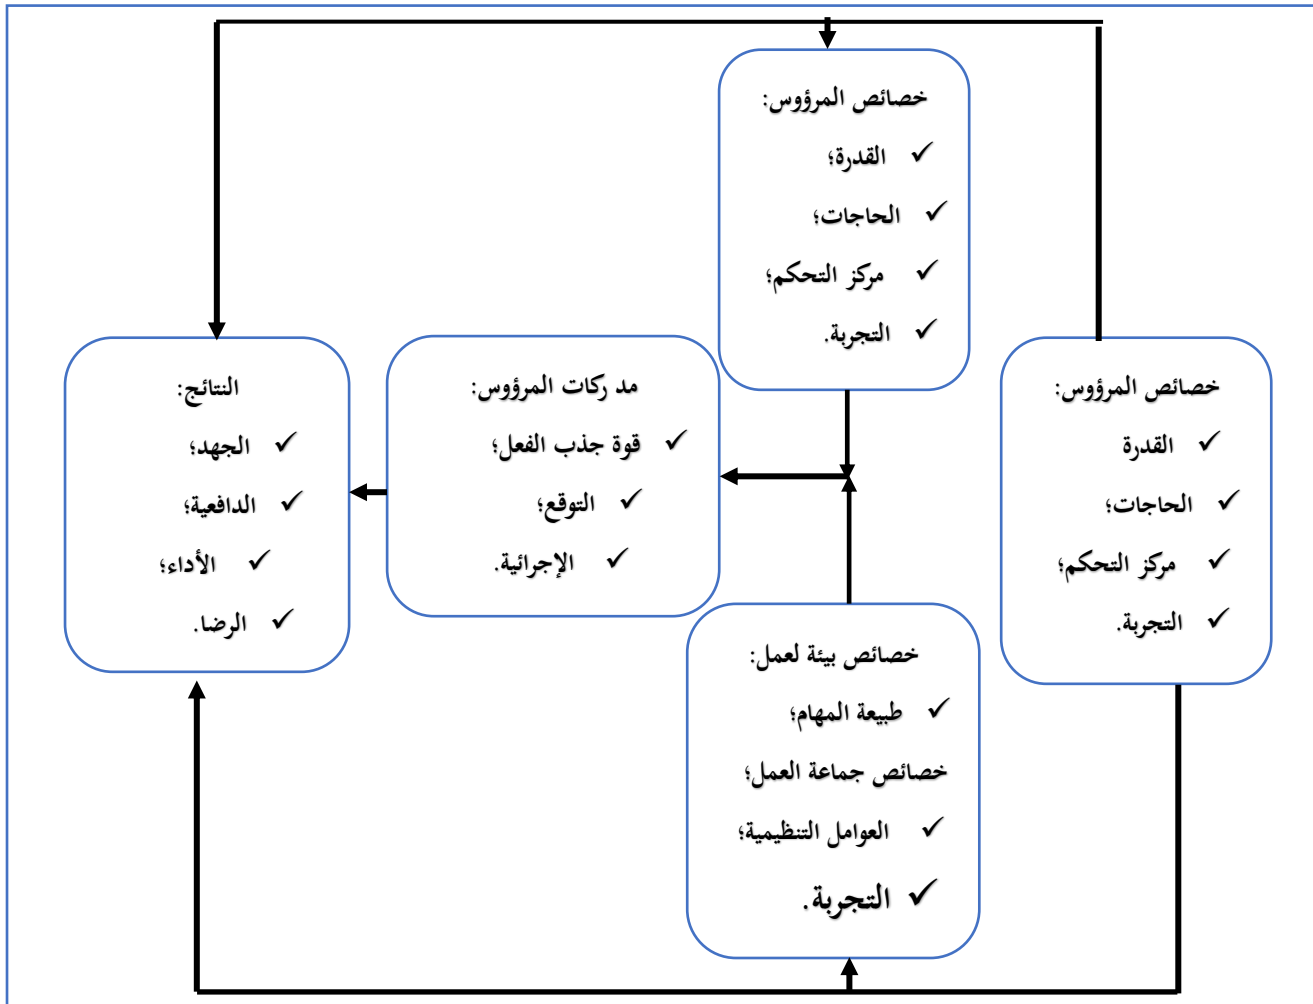 خصائص المرؤوس:
✓ القدرة؛
✓ الحاجات؛
✓ مركز التحكم؛
✓ التجربة.
خصائص المرؤوس:
✓ القدرة
✓ الحاجات؛
✓ مركز التحكم؛
✓ التجربة.
مد ركات المرؤوس:
✓ قوة جذب الفعل؛
✓ التوقع؛
✓ الإجرائية.
النتائج:
✓ الجهد؛
✓ الدافعية؛
✓ الأداء؛
✓ الرضا.
خصائص بيئة لعمل:
✓ طبيعة المهام؛
خصائص جماعة العمل؛
✓ العوامل التنظيمية؛
✓ التجربة.